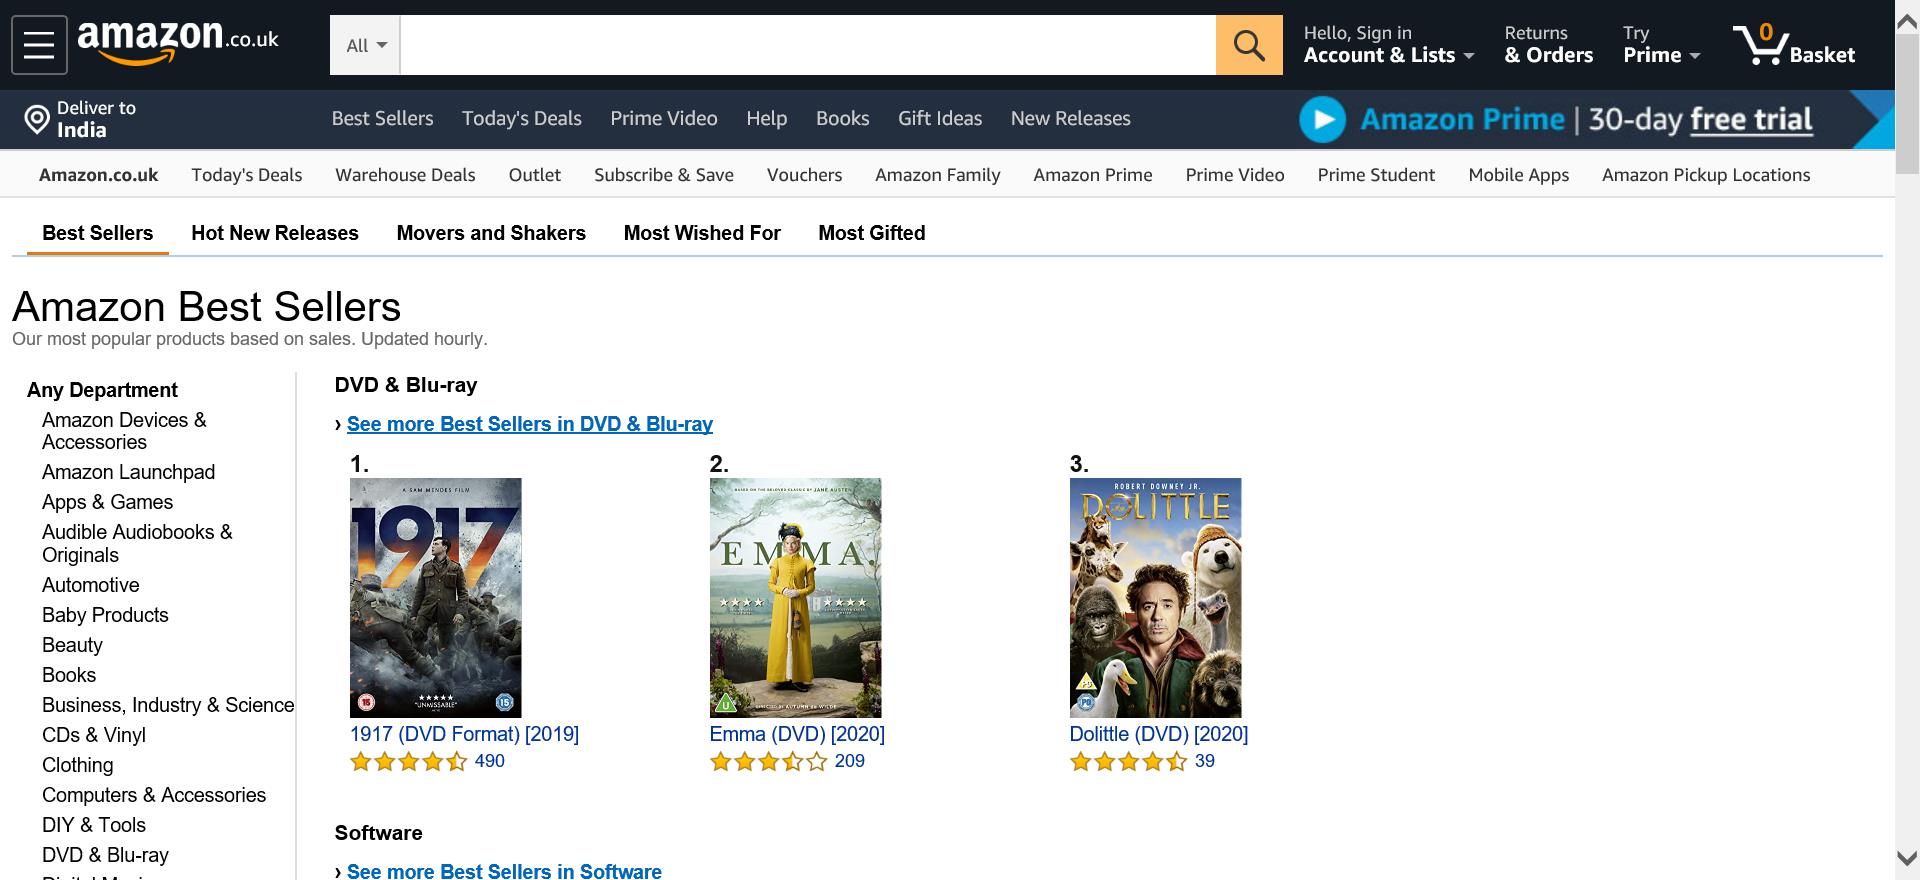 amazon.co.uk
All
Hello, Sign in
Account & Lists
Returns
& Orders
Try
Prime
0
Basket
Deliver to
India
Best Sellers
Today's Deals
Prime Video
Help
Books
Gift Ideas
New Releases
Amazon Prime | 30-day free trial
Amazon.co.uk
Today's Deals
Warehouse Deals
Outlet
Subscribe & Save
Vouchers
Amazon Family
Amazon Prime
Prime Video
Prime Student
Mobile Apps
Amazon Pickup Locations
Best Sellers
Hot New Releases
Movers and Shakers
Most Wished For
Most Gifted
Amazon Best Sellers
Our most popular products based on sales. Updated hourly.
Any Department
Amazon Devices &
Accessories
Amazon Launchpad
Apps & Games
Audible Audiobooks &
Originals
Automotive
Baby Products
Beauty
Books
Business, Industry & Science
CDs & Vinyl
Clothing
Computers & Accessories
DIY & Tools
DVD & Blu-ray
DVD & Blu-ray
› See more Best Sellers in DVD & Blu-ray
1.
A SAM MENDES FILM
1917
15
"UNMISSABLE"
15
1917 (DVD Format) [2019]
490
2.
BASED ON THE BELOVED CLASSIC BY JANE AUSTEN
EMMA.
U
DIRECTED BY AUTUMN de WILDE
Emma (DVD) [2020]
209
3.
ROBERT DOWNEY JR.
DOLITTLE
PG
Dolittle (DVD) [2020]
39
Software
› See more Best Sellers in Software